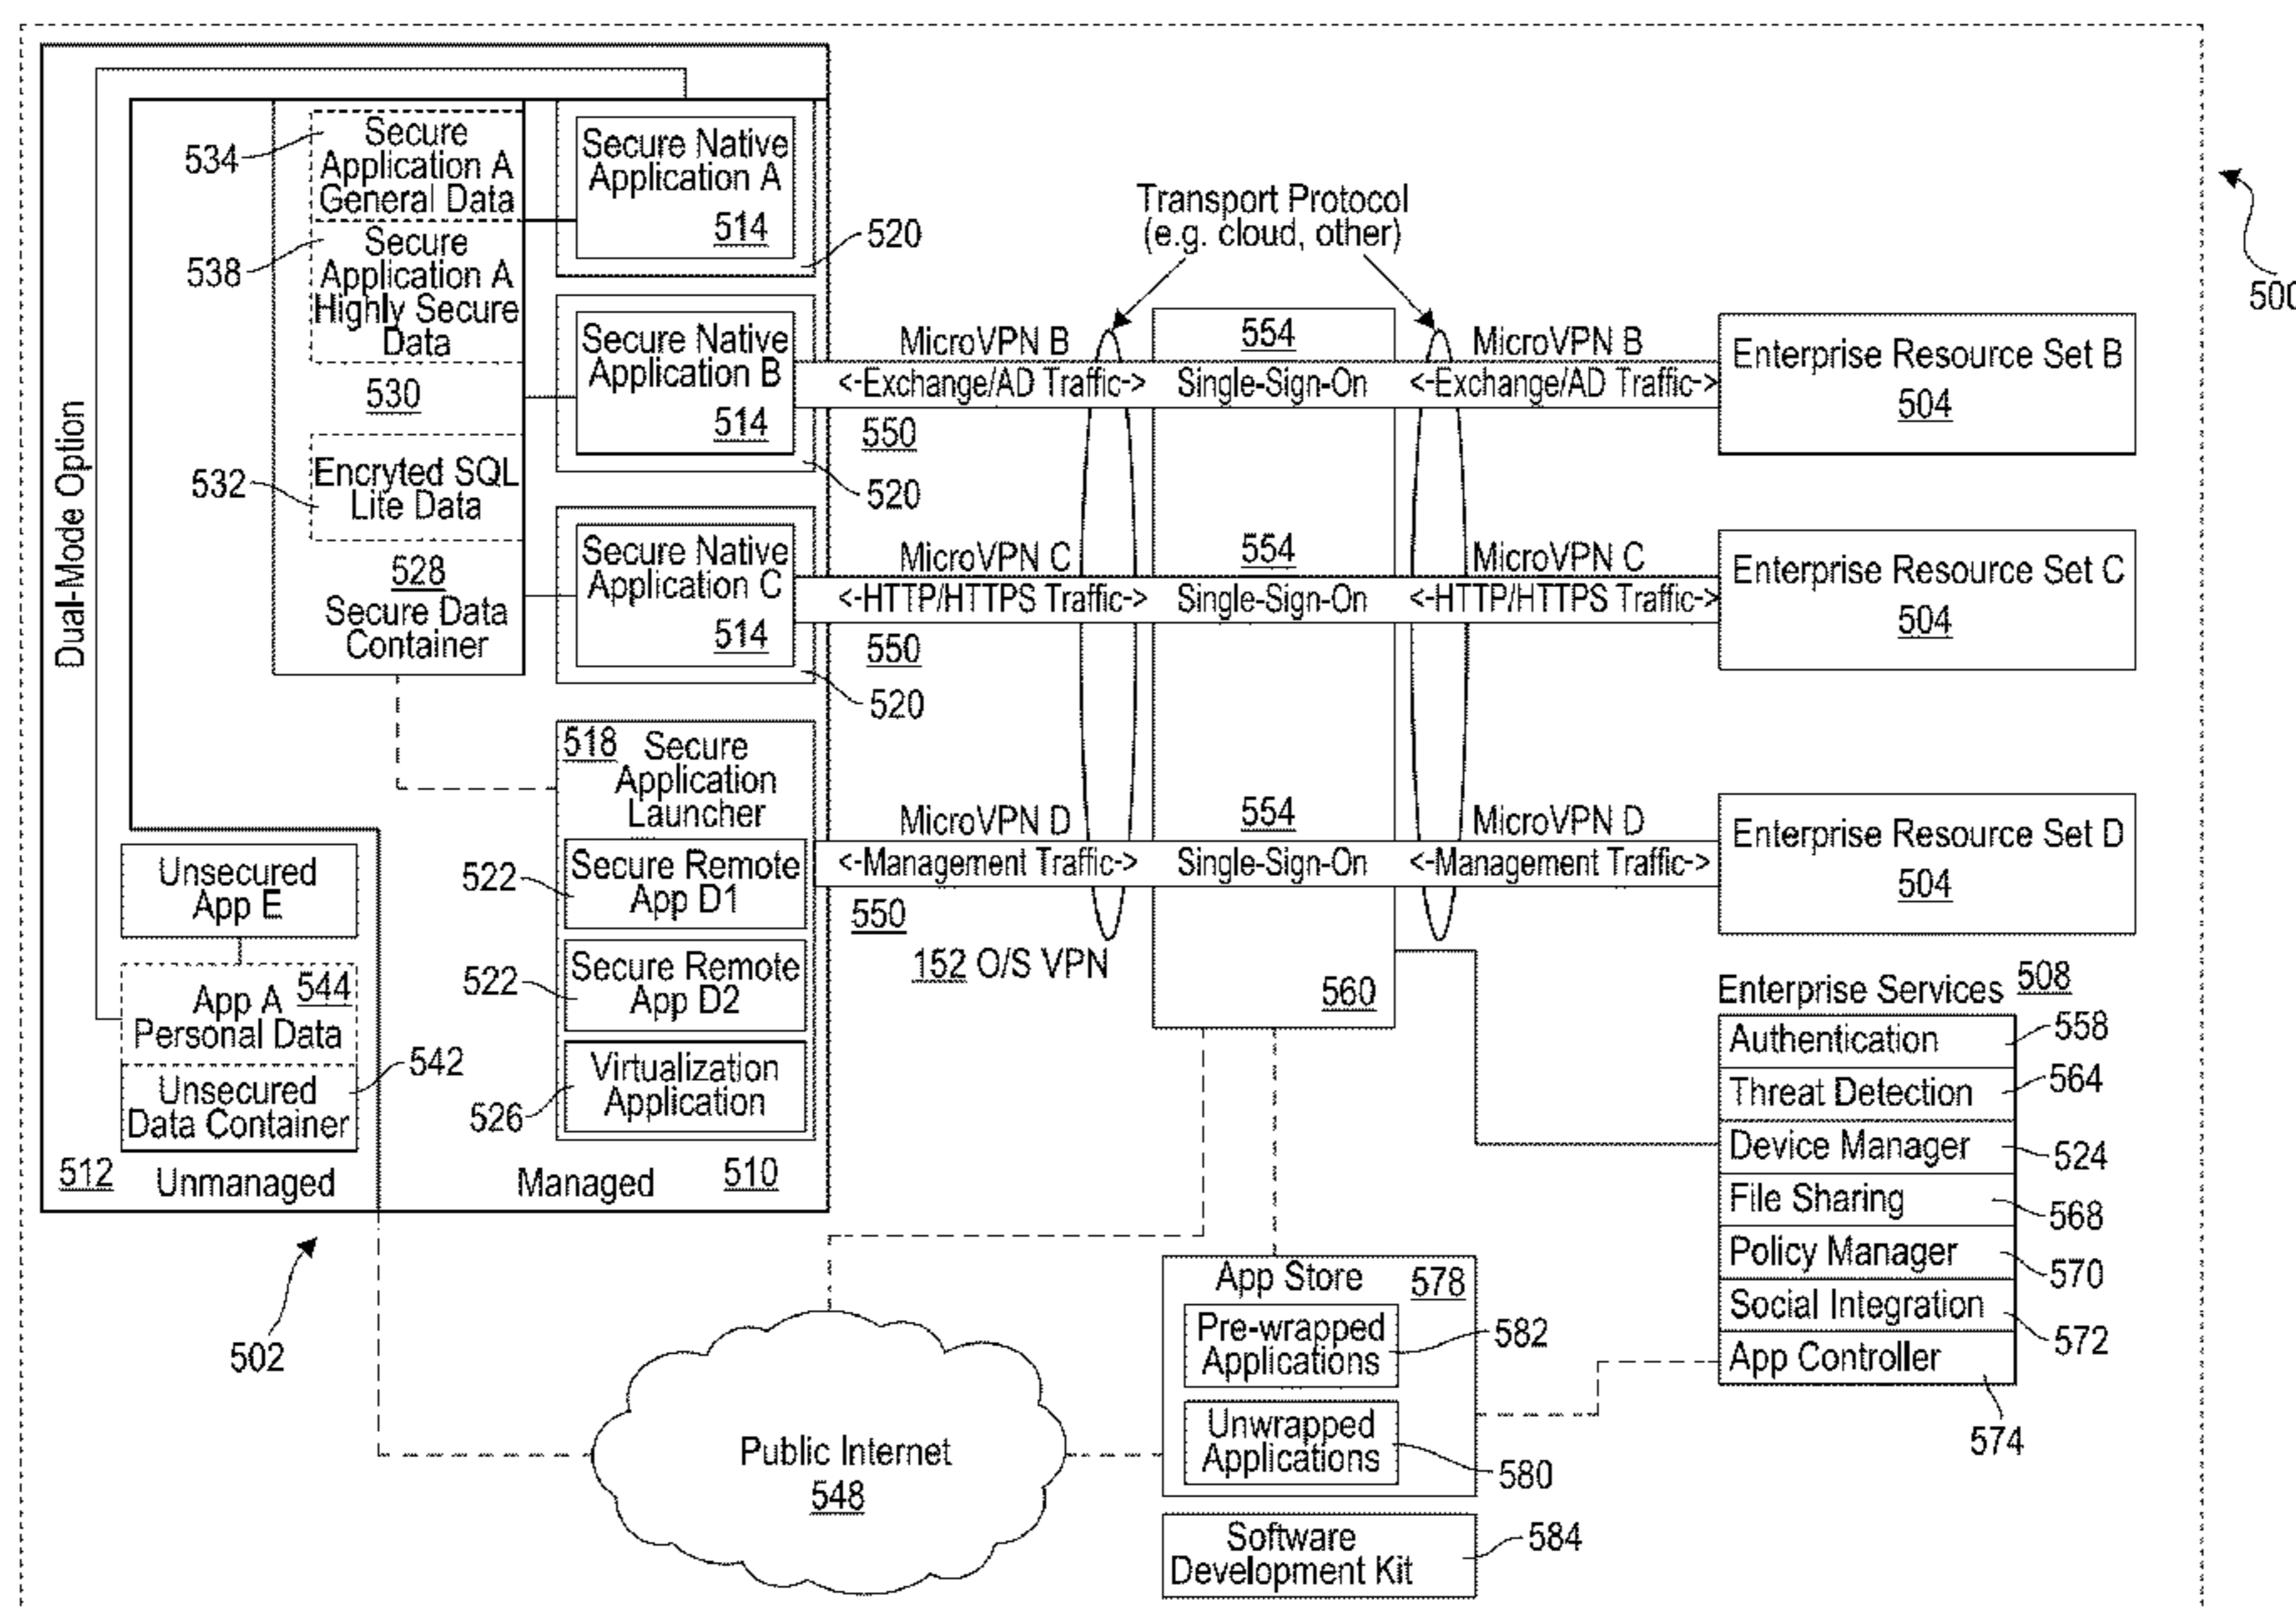 500
Dual-Mode Option
534
Secure
Application A
General Data
538
Secure
Application A
Highly Secure
Data
530
532
Encryted SQL
Lite Data
528
Secure Data
Container
Secure Native
Application A
514
520
Secure Native
Application B
514
520
Secure Native
Application C
514
520
518
Secure
Application
Launcher
522
Secure Remote
App D1
522
Secure Remote
App D2
526
Virtualization
Application
Unsecured
App E
App A
544
Personal Data
Unsecured
Data Container
542
512
Unmanaged
Managed
510
502
Transport Protocol
(e.g. cloud, other)
MicroVPN B
554
MicroVPN B
<-Exchange/AD Traffic->
Single-Sign-On
<-Exchange/AD Traffic->
550
Enterprise Resource Set B
504
MicroVPN C
554
MicroVPN C
<-HTTP/HTTPS Traffic->
Single-Sign-On
<-HTTP/HTTPS Traffic->
550
Enterprise Resource Set C
504
MicroVPN D
554
MicroVPN D
<-Management Traffic->
Single-Sign-On
<-Management Traffic->
550
Enterprise Resource Set D
504
152 O/S VPN
560
Enterprise Services 508
Authentication
558
Threat Detection
564
Device Manager
524
File Sharing
568
Policy Manager
570
Social Integration
572
App Controller
574
Public Internet
548
App Store
578
Pre-wrapped
Applications
582
Unwrapped
Applications
580
Software
Development Kit
584